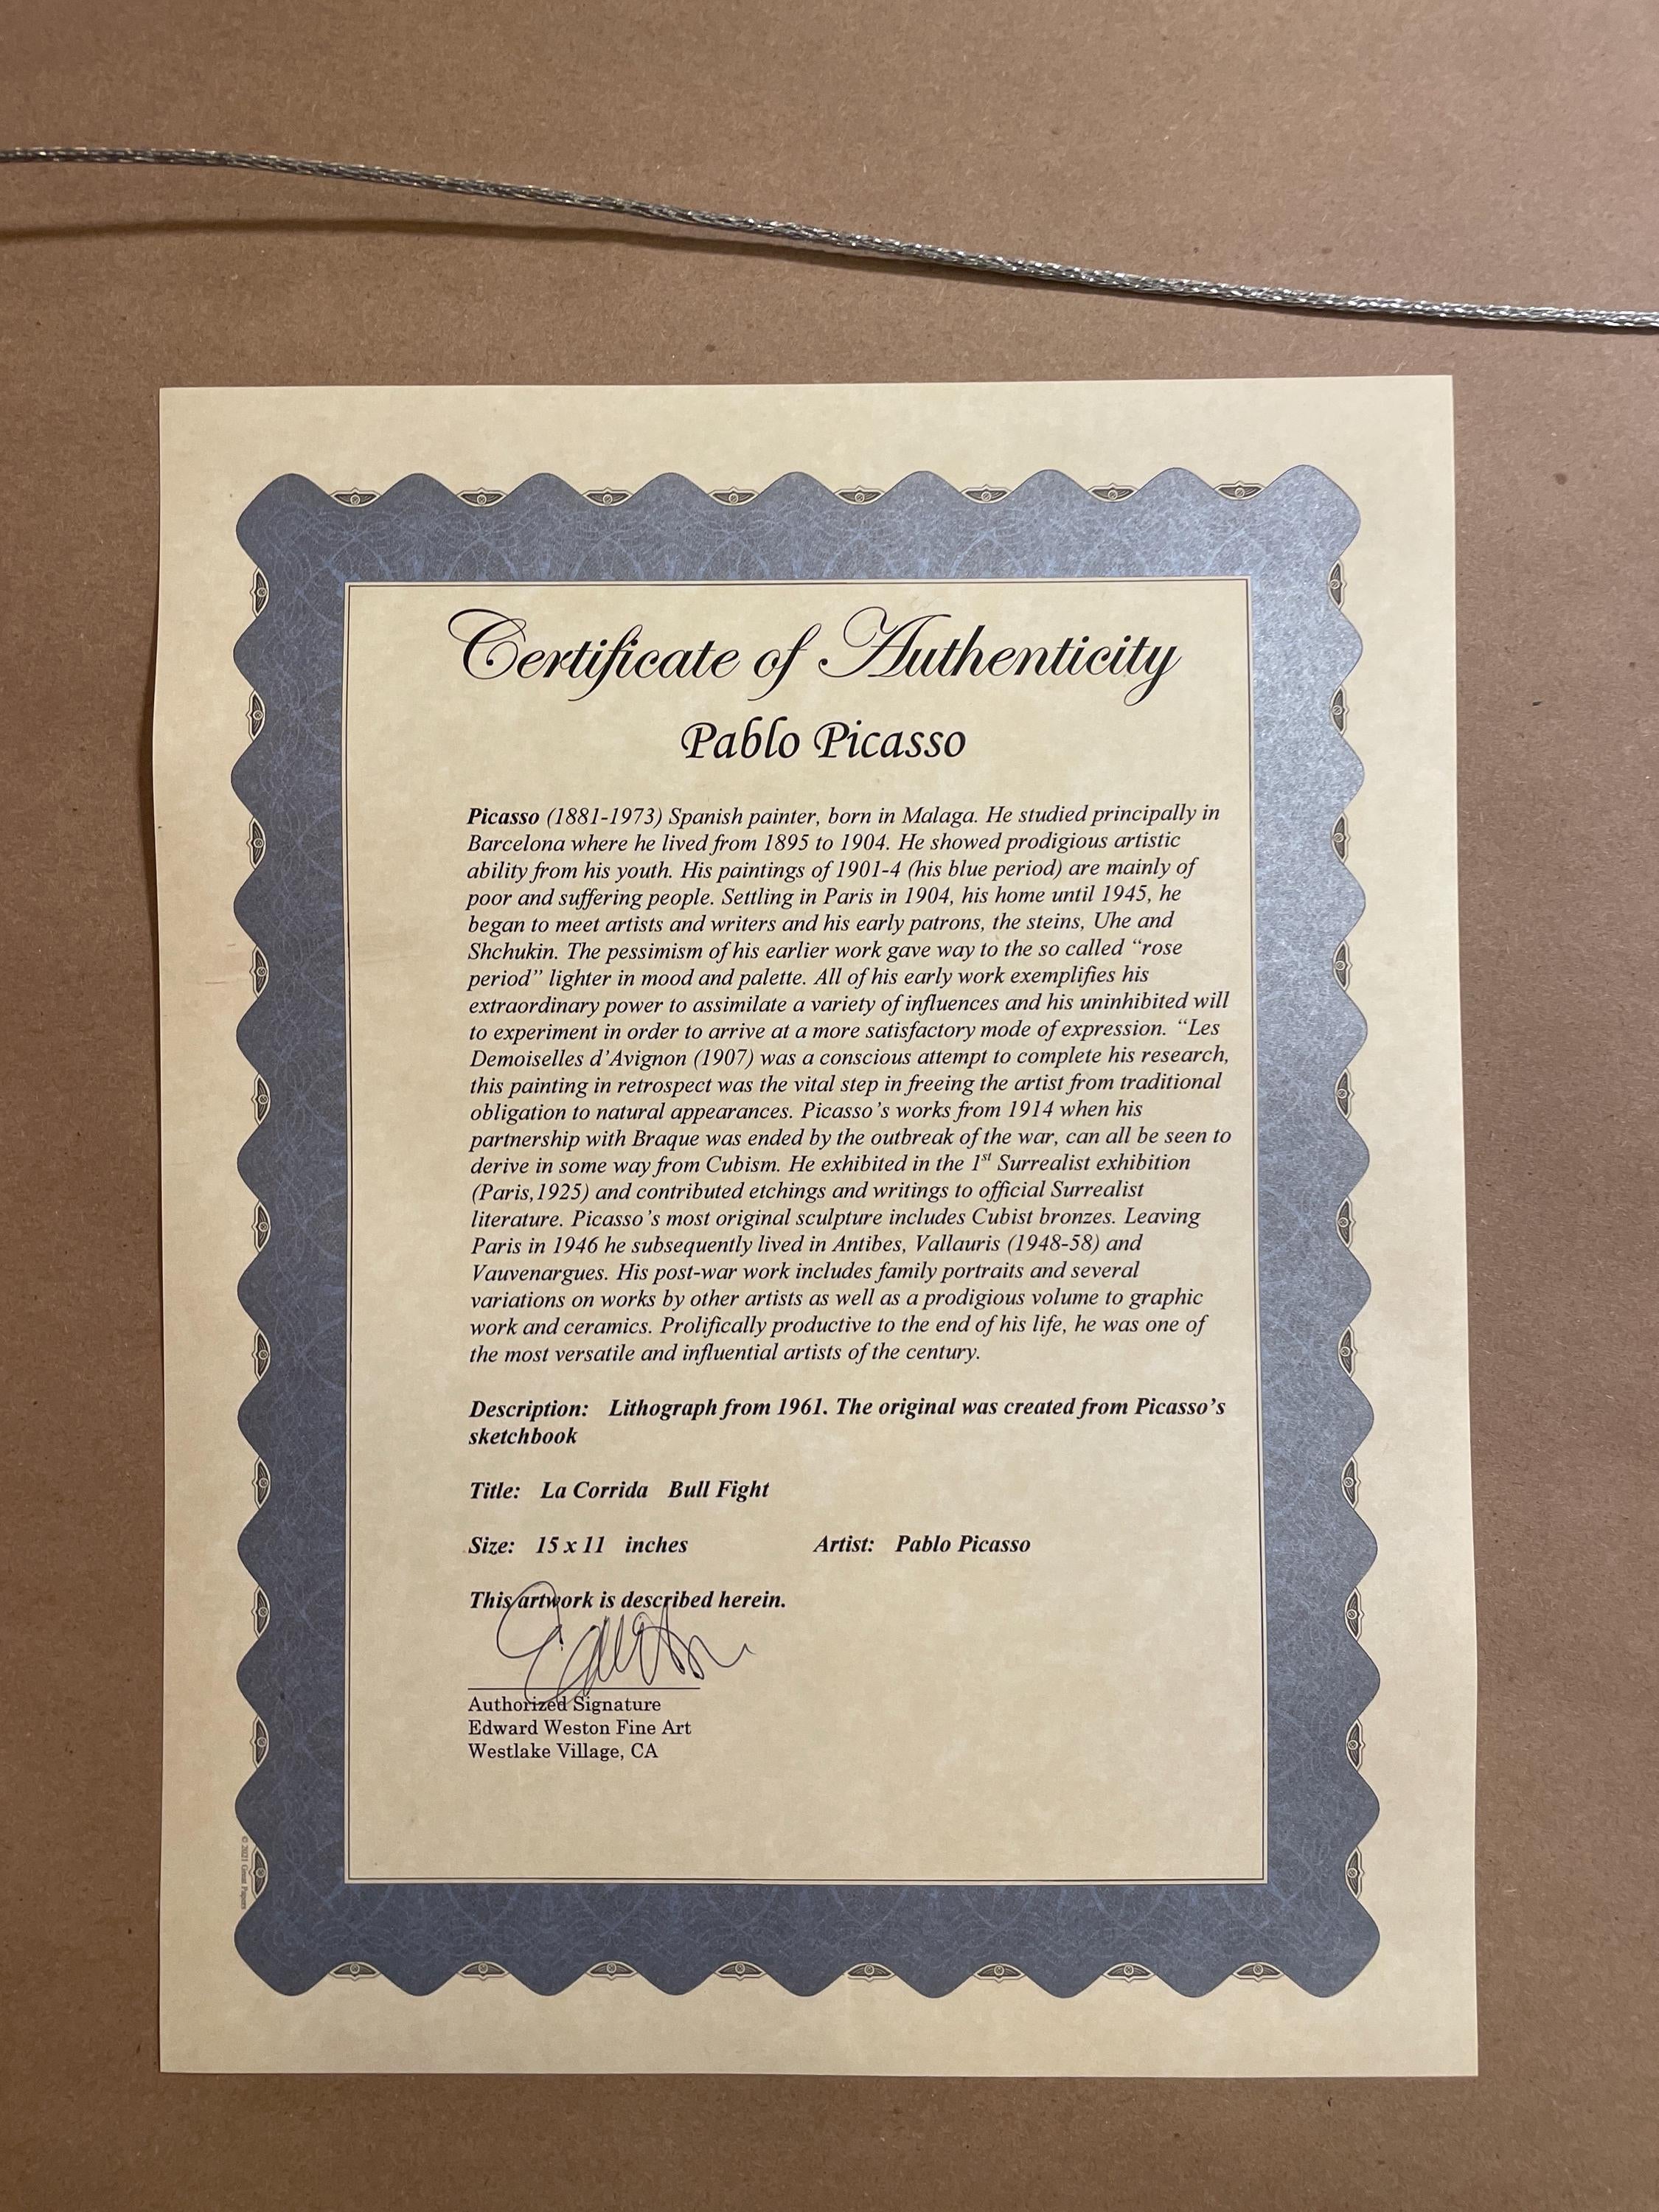 Certificate of Authenticity
Pablo Picasso
Picasso (1881-1973) Spanish painter, born in Malaga. He studied principally in
Barcelona where he lived from 1895 to 1904. He showed prodigious artistic
ability from his youth. His paintings of 1901-4 (his blue period) are mainly of
poor and suffering people. Settling in Paris in 1904, his home until 1945, he
began to meet artists and writers and his early patrons, the steins, Uhe and
Shchukin. The pessimism of his earlier work gave way to the so called “rose
period” lighter in mood and palette. All of his early work exemplifies his
extraordinary power to assimilate a variety of influences and his uninhibited will
to experiment in order to arrive at a more satisfactory mode of expression. “Les
Demoiselles d’Avignon (1907) was a conscious attempt to complete his research,
this painting in retrospect was the vital step in freeing the artist from traditional
obligation to natural appearances. Picasso’s works from 1914 when his
partnership with Braque was ended by the outbreak of the war, can all be seen to
derive in some way from Cubism. He exhibited in the 1st Surrealist exhibition
(Paris,1925) and contributed etchings and writings to official Surrealist
literature. Picasso’s most original sculpture includes Cubist bronzes. Leaving
Paris in 1946 he subsequently lived in Antibes, Vallauris (1948-58) and
Vauvenargues. His post-war work includes family portraits and several
variations on works by other artists as well as a prodigious volume to graphic
work and ceramics. Prolifically productive to the end of his life, he was one of
the most versatile and influential artists of the century.
Description: Lithograph from 1961. The original was created from Picasso’s
sketchbook
Title: La Corrida Bull Fight
Size: 15 x 11 inches Artist: Pablo Picasso
This artwork is described herein.
Authorized Signature
Edward Weston Fine Art
Westlake Village, CA
© 2021 Great Papers